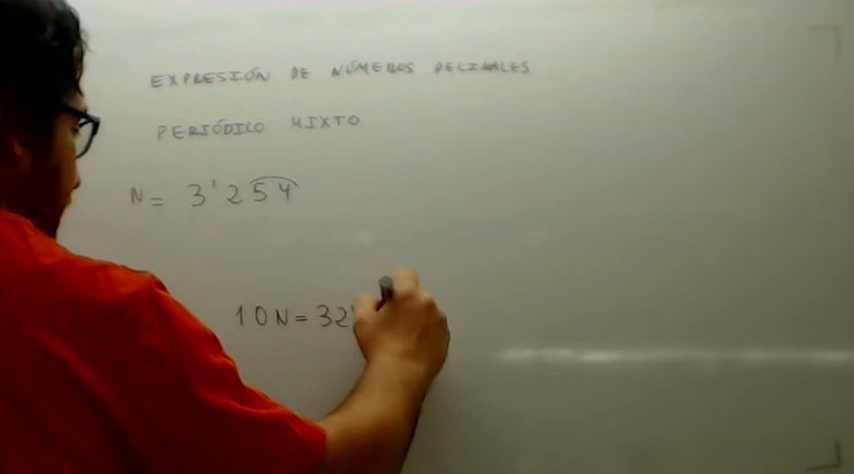 EXPRESIÓN DE NÚMEROS DECIMALES
PERIÓDICO MIXTO
N = 3'254
10N = 32'